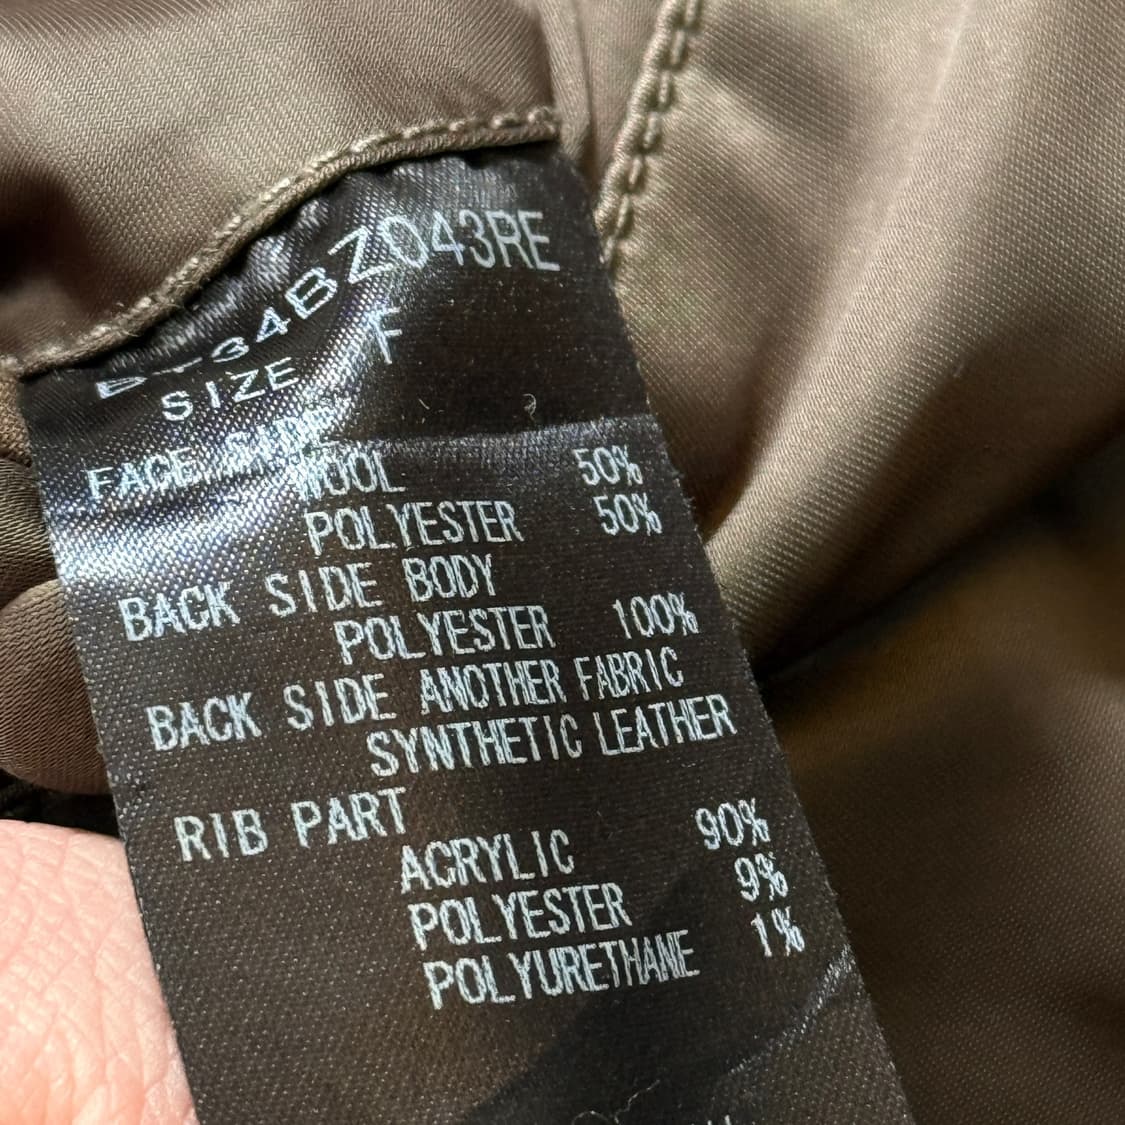 B-34BZ043RE
SIZE F
FACE SIDE
WOOL 50%
POLYESTER 50%
BACK SIDE BODY
POLYESTER 100%
BACK SIDE ANOTHER FABRIC
SYNTHETIC LEATHER
RIB PART
ACRYLIC 90%
POLYESTER 9%
POLYURETHANE 1%